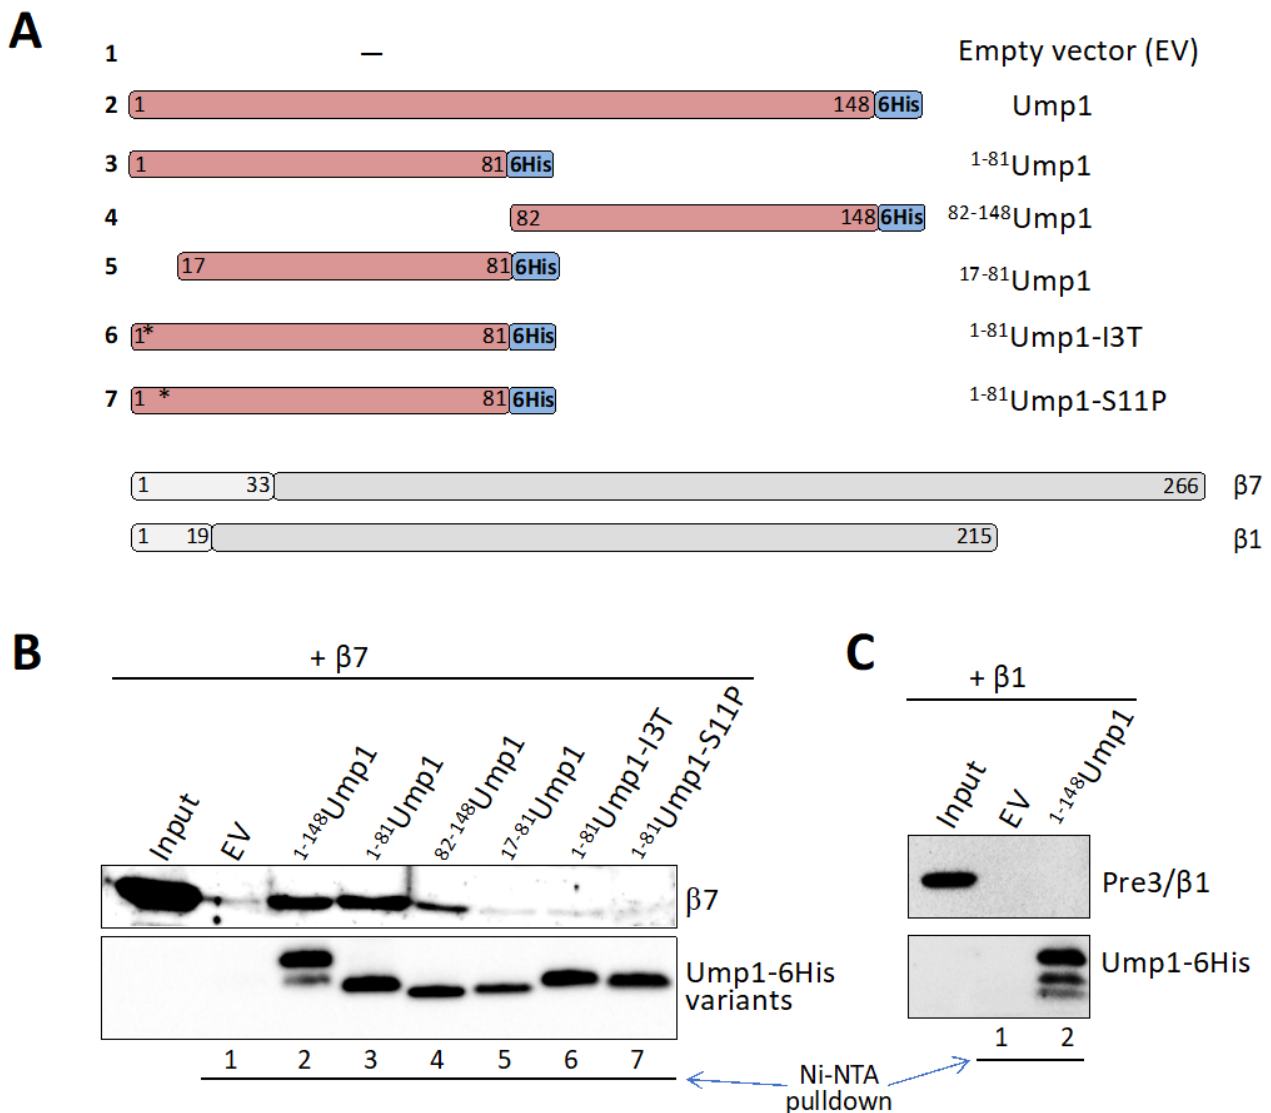 A
1 – Empty vector (EV)
2 1 148 6His Ump1
3 1 81 6His 1-81Ump1
4 82 148 6His 82-148Ump1
5 17 81 6His 17-81Ump1
6 1* 81 6His 1-81Ump1-I3T
7 1 * 81 6His 1-81Ump1-S11P
1 33 266 β7
1 19 215 β1
B
+ β7
Input
EV
1-148Ump1
1-81Ump1
82-148Ump1
17-81Ump1
1-81Ump1-I3T
1-81Ump1-S11P
β7
Ump1-6His
variants
1 2 3 4 5 6 7
C
+ β1
Input
EV
1-148Ump1
Pre3/β1
Ump1-6His
1 2
Ni-NTA
pulldown